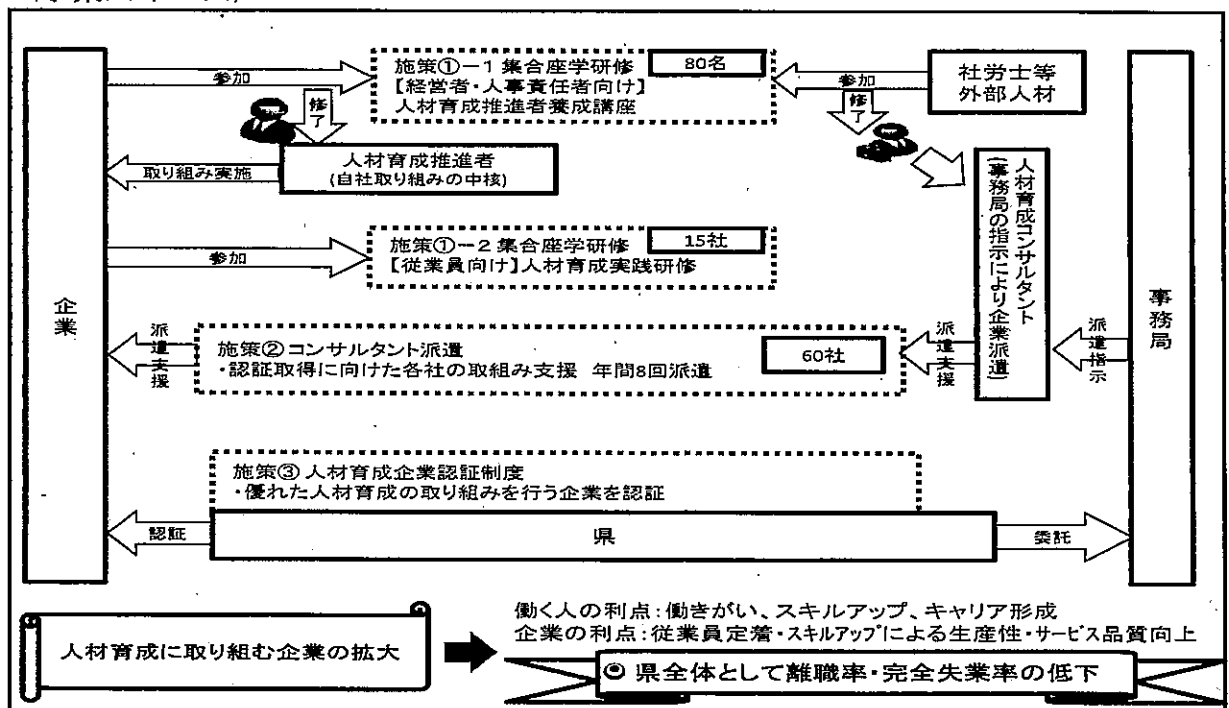 参加
施策①－1 集合座学研修
80名
【経営者・人事責任者向け】
人材育成推進者養成講座
参加
社労士等
外部人材
修了
修了
人材育成推進者
(自社取り組みの中核)
取り組み実施
人材育成コンサルタント
(事務局の指示により企業派遣)
参加
施策①－2 集合座学研修
15社
【従業員向け】人材育成実践研修
企業
事務局
派遣支援
施策② コンサルタント派遣
60社
・認証取得に向けた各社の取組み支援 年間8回派遣
派遣支援
派遣指示
施策③ 人材育成企業認証制度
・優れた人材育成の取り組みを行う企業を認証
認証
県
委託
人材育成に取り組む企業の拡大
働く人の利点：働きがい、スキルアップ、キャリア形成
企業の利点：従業員定着・スキルアップによる生産性・サービス品質向上
◎ 県全体として離職率・完全失業率の低下